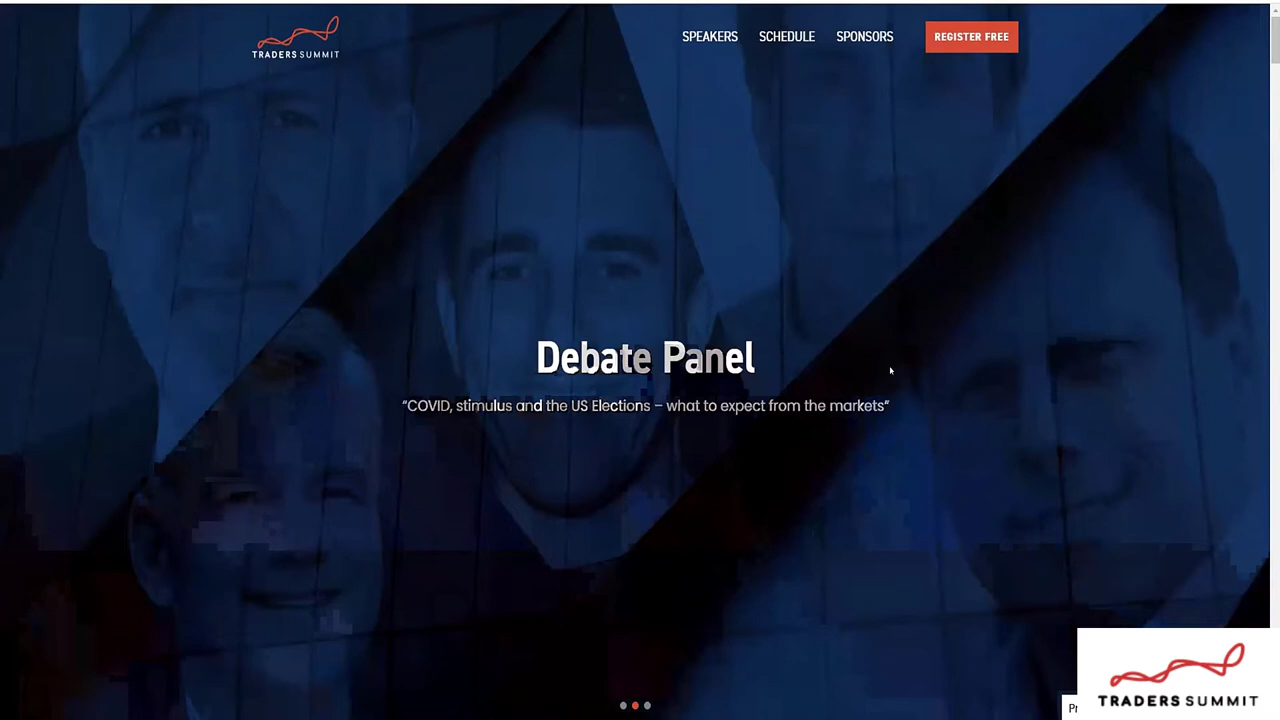 TRADERS SUMMIT
SPEAKERS
SCHEDULE
SPONSORS
REGISTER FREE
Debate Panel
“COVID, stimulus and the US Elections – what to expect from the markets“
Pr
TRADERS SUMMIT